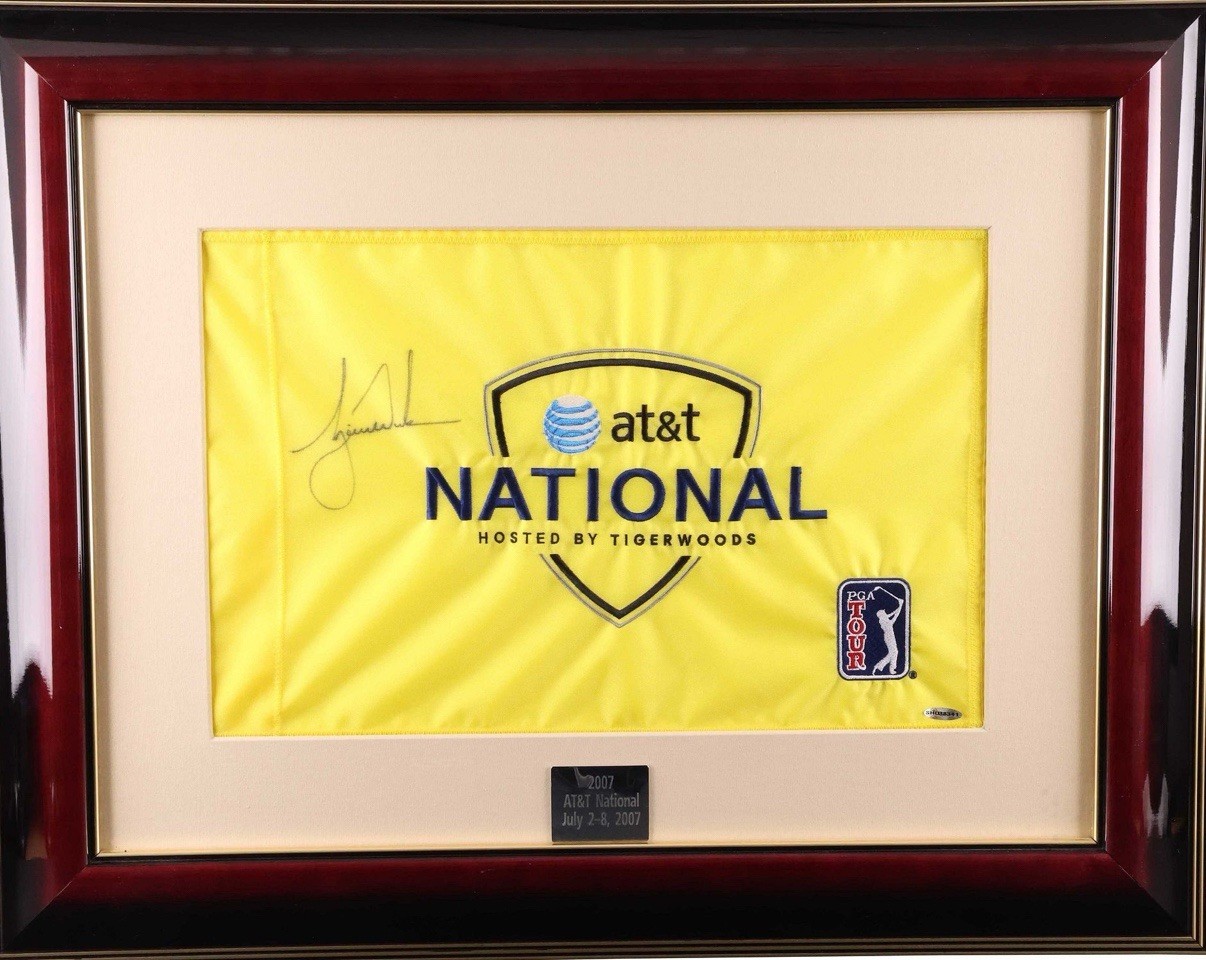 at&t
NATIONAL
HOSTED BY TIGERWOODS
PGA
TOUR
®
2007
AT&T National
July 2-8, 2007